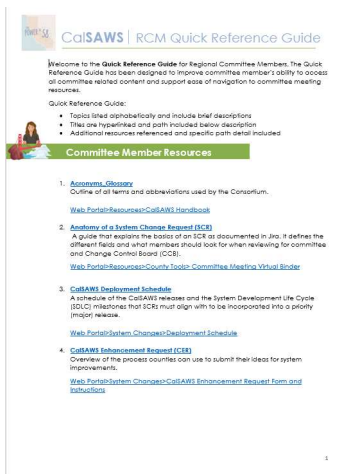 CalSAWS | RCM Quick Reference Guide
Welcome to the Quick Reference Guide for Regional Committee Members. The Quick
Reference Guide has been designed to improve committee member's ability to access
all committee related content and support ease of navigation to committee meeting
resources.
Quick Reference Guide:
• Topics listed alphabetically and include brief descriptions
• Titles are hyperlinked and path included below description
• Additional resources referenced and specific path detail included
Committee Member Resources
1. Acronyms_Glossary
Outline of all terms and abbreviations used by the Consortium.
Web Portal>Resources>CalSAWS Handbook
2. Anatomy of a System Change Request (SCR)
A guide that explains the basics of an SCR as documented in Jira. It defines the
different fields and what members should look for when reviewing for committee
and Change Control Board (CCB).
Web Portal>Resources>County Tools> Committee Meeting Virtual Binder
3. CalSAWS Deployment Schedule
A schedule of the CalSAWS releases and the System Development Life Cycle
(SDLC) milestones that SCRs must align with to be incorporated into a priority
(major) release.
Web Portal>System Changes>Deployment Schedule
4. CalSAWS Enhancement Request (CER)
Overview of the process counties can use to submit their ideas for system
improvements.
Web Portal>System Changes>CalSAWS Enhancement Request Form and
Instructions
1